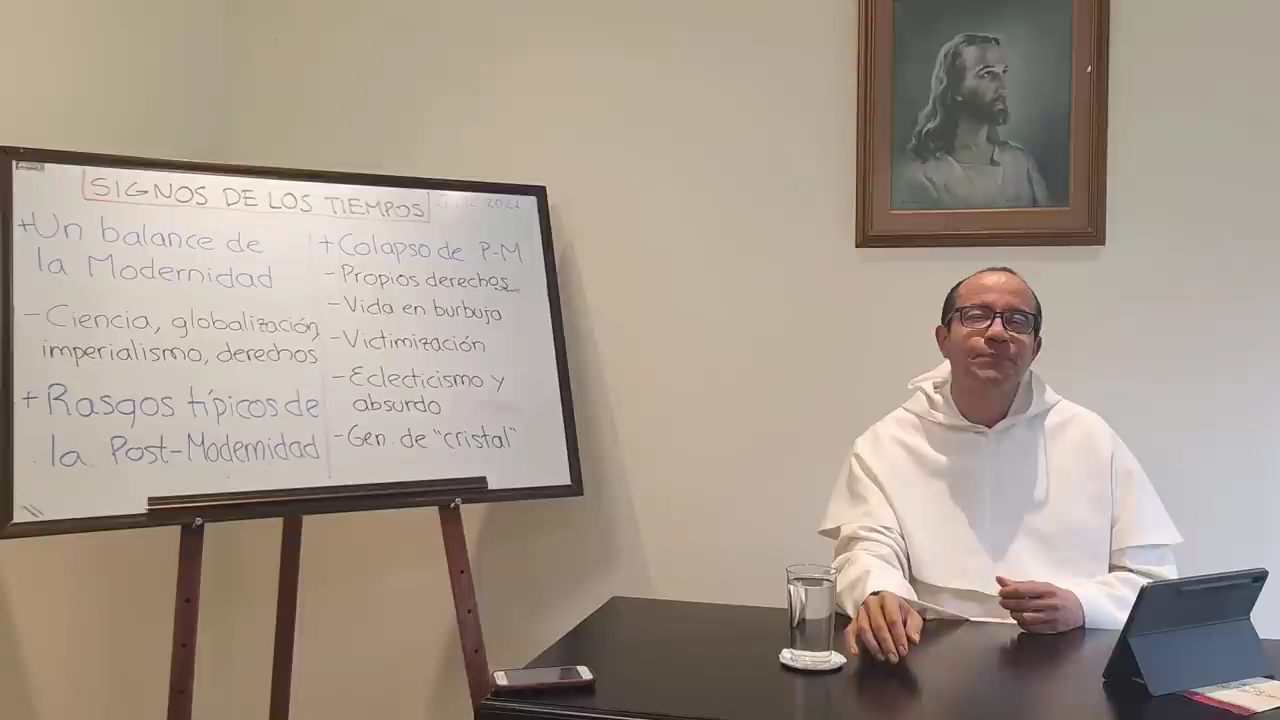 SIGNOS DE LOS TIEMPOS
+Un balance de
la Modernidad
-Ciencia, globalización,
imperialismo, derechos
+Rasgos típicos de
la Post-Modernidad
+Colapso de P-M
-Propios derechos
-Vida en burbuja
-Victimización
-Eclecticismo y
absurdo
-Gen. de "cristal"